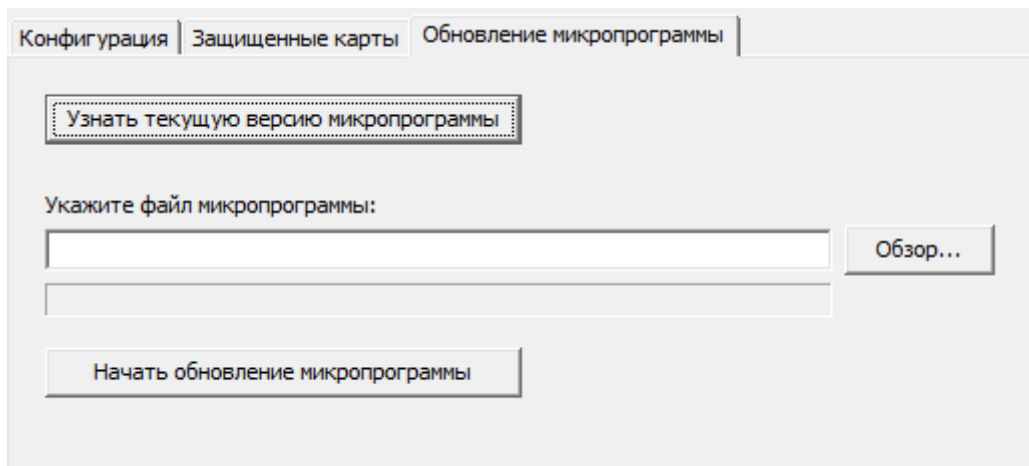 Конфигурация Защищенные карты Обновление микропрограммы
Узнать текущую версию микропрограммы
Укажите файл микропрограммы:
Обзор...
Начать обновление микропрограммы